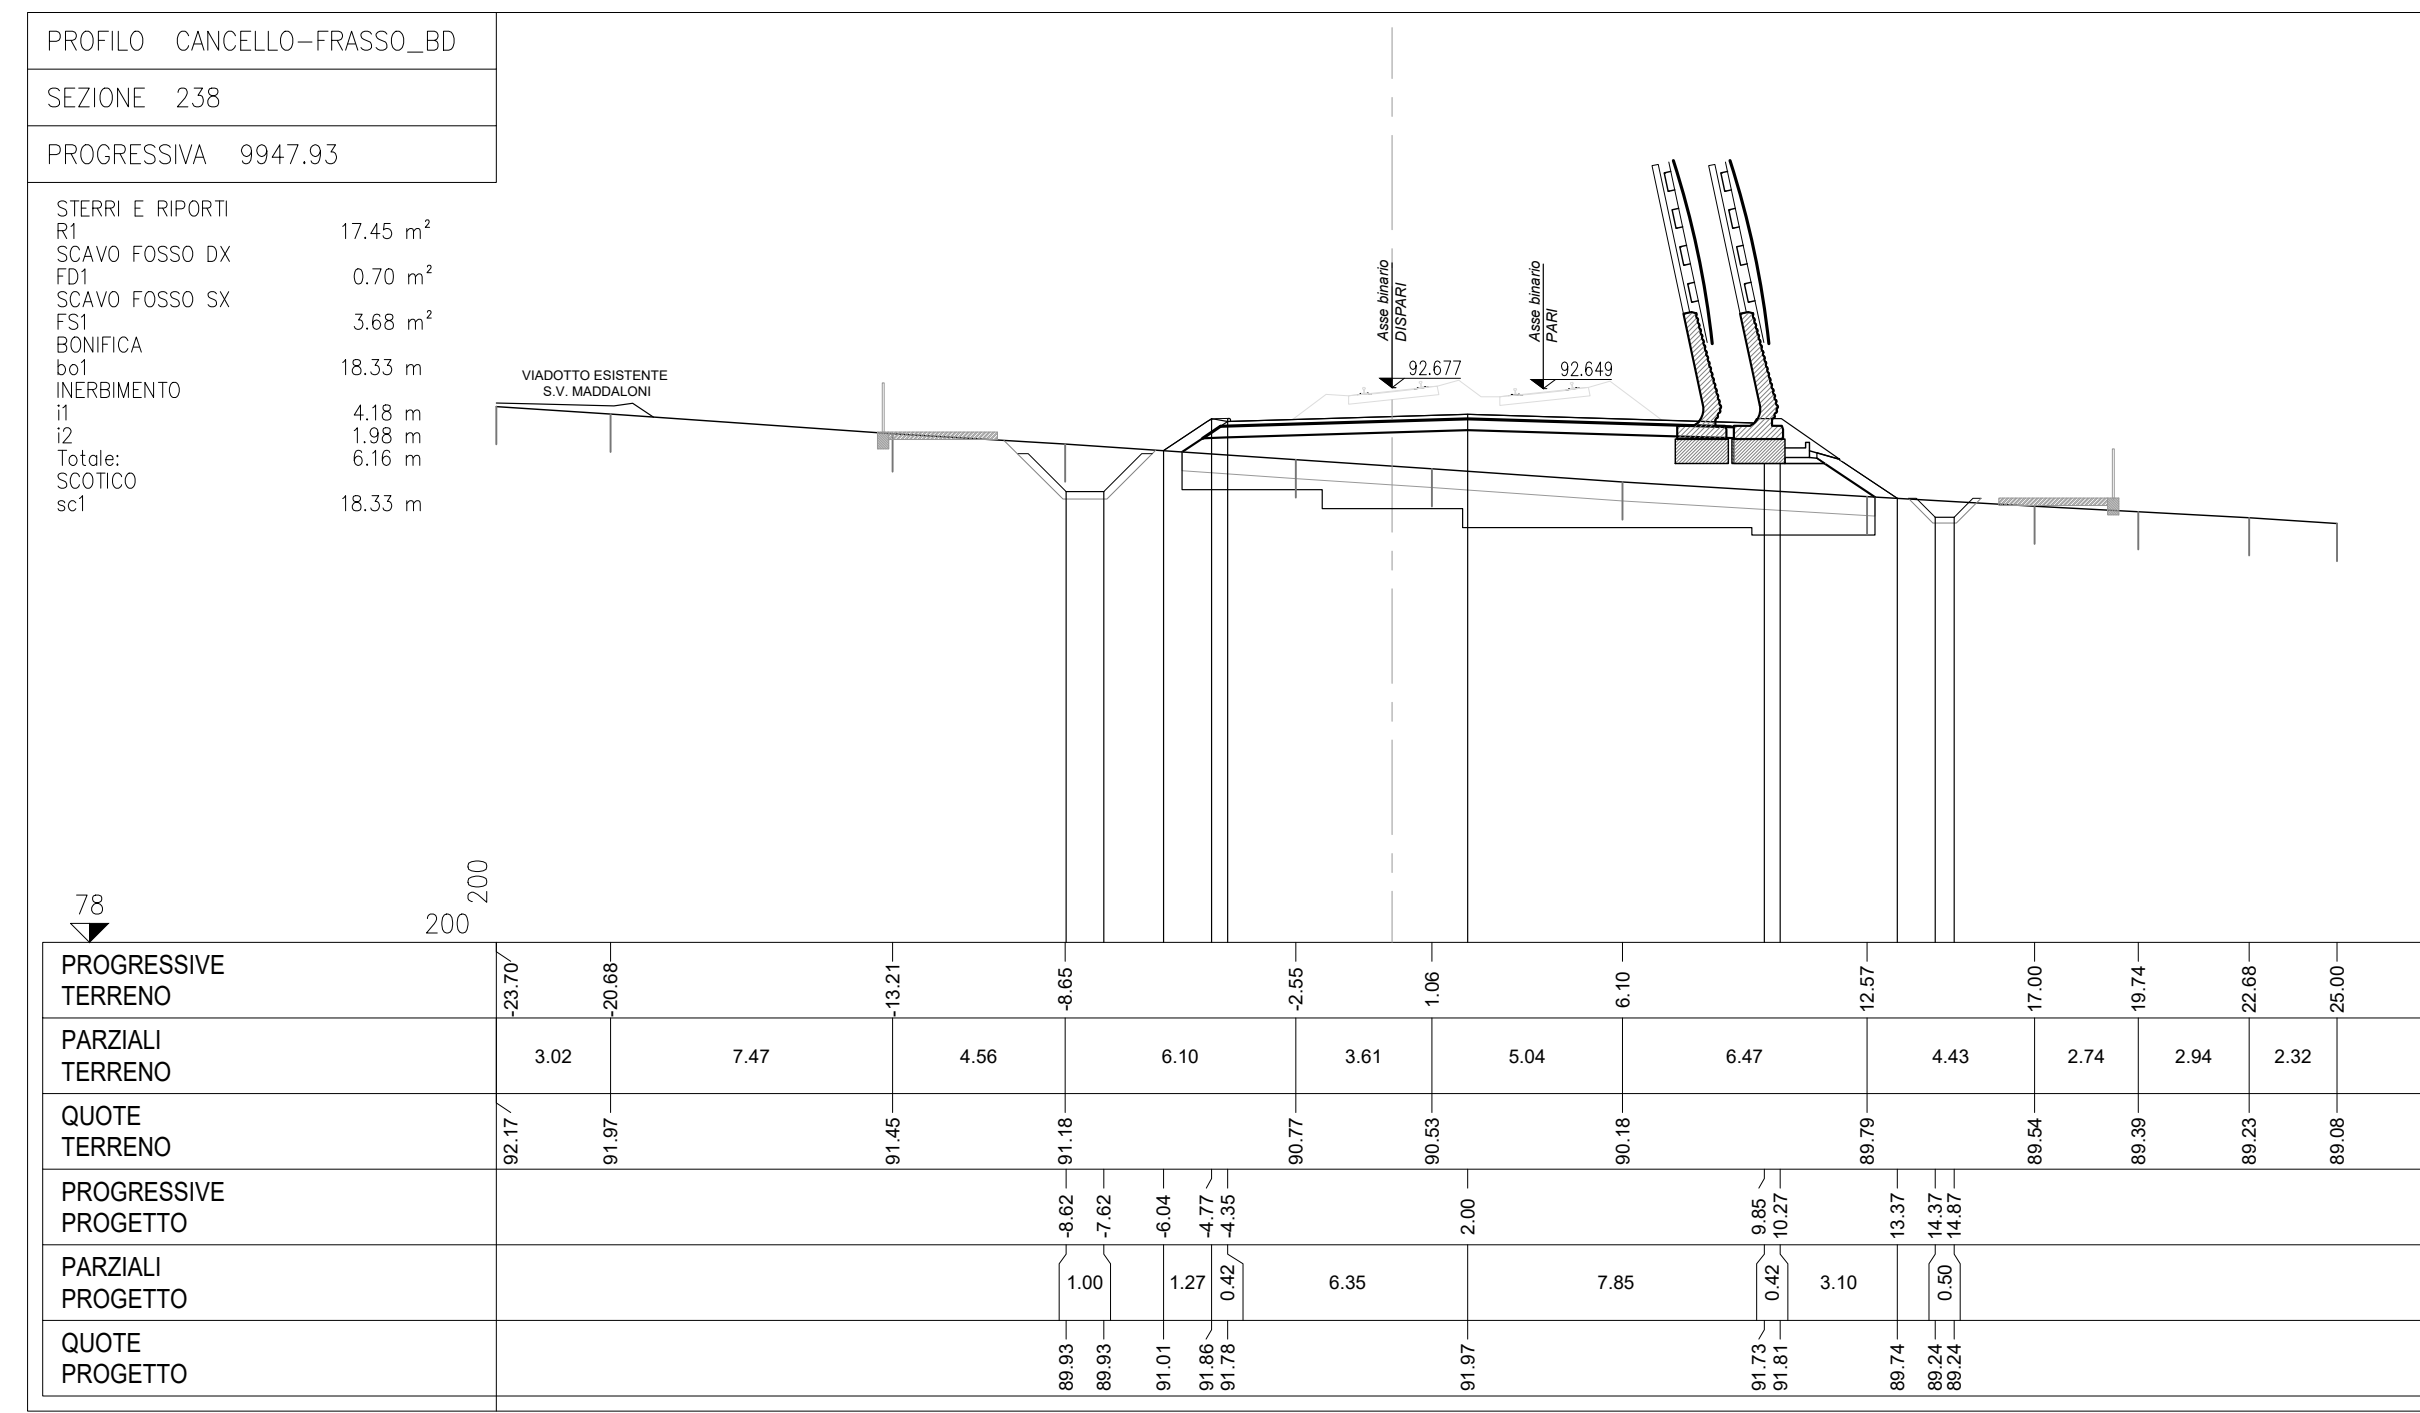 PROFILO CANCELLO-FRASSO_BD
SEZIONE 238
PROGRESSIVA 9947.93
STERRI E RIPORTI
R1 17.45 m²
SCAVO FOSSO DX
FD1 0.70 m²
SCAVO FOSSO SX
FS1 3.68 m²
BONIFICA
bo1 18.33 m
INERBIMENTO
i1 4.18 m
i2 1.98 m
Totale: 6.16 m
SCOTICO
sc1 18.33 m
VIADOTTO ESISTENTE
S.V. MADDALONI
Asse binario
DISPARI
92.677
Asse binario
PARI
92.649
78
200
200
PROGRESSIVE
TERRENO
-23.70 -20.68 -13.21 -8.65 -2.55 1.06 6.10 12.57 17.00 19.74 22.68 25.00
PARZIALI
TERRENO
3.02 7.47 4.56 6.10 3.61 5.04 6.47 4.43 2.74 2.94 2.32
QUOTE
TERRENO
92.17 91.97 91.45 91.18 90.77 90.53 90.18 89.79 89.54 89.39 89.23 89.08
PROGRESSIVE
PROGETTO
-8.62 -7.62 -6.04 -4.77 -4.35 2.00 9.85 10.27 13.37 14.37 14.87
PARZIALI
PROGETTO
1.00 1.27 0.42 6.35 7.85 0.42 3.10 0.50
QUOTE
PROGETTO
89.93 89.93 91.01 91.86 91.78 91.97 91.73 91.81 89.74 89.24 89.24